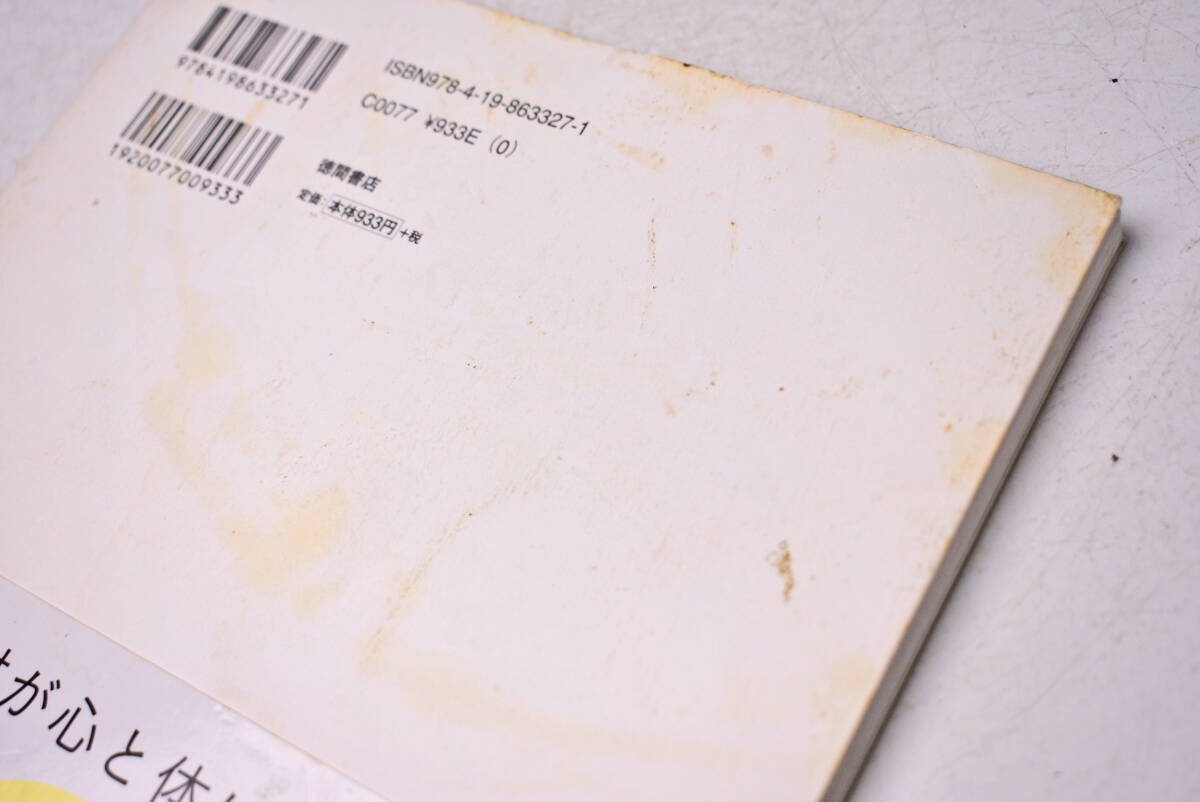 9784198633271
ISBN978-4-19-863327-1
C0077 ¥933E (0)
1920077009333
徳間書店
定価 本体933円 +税
が心と体